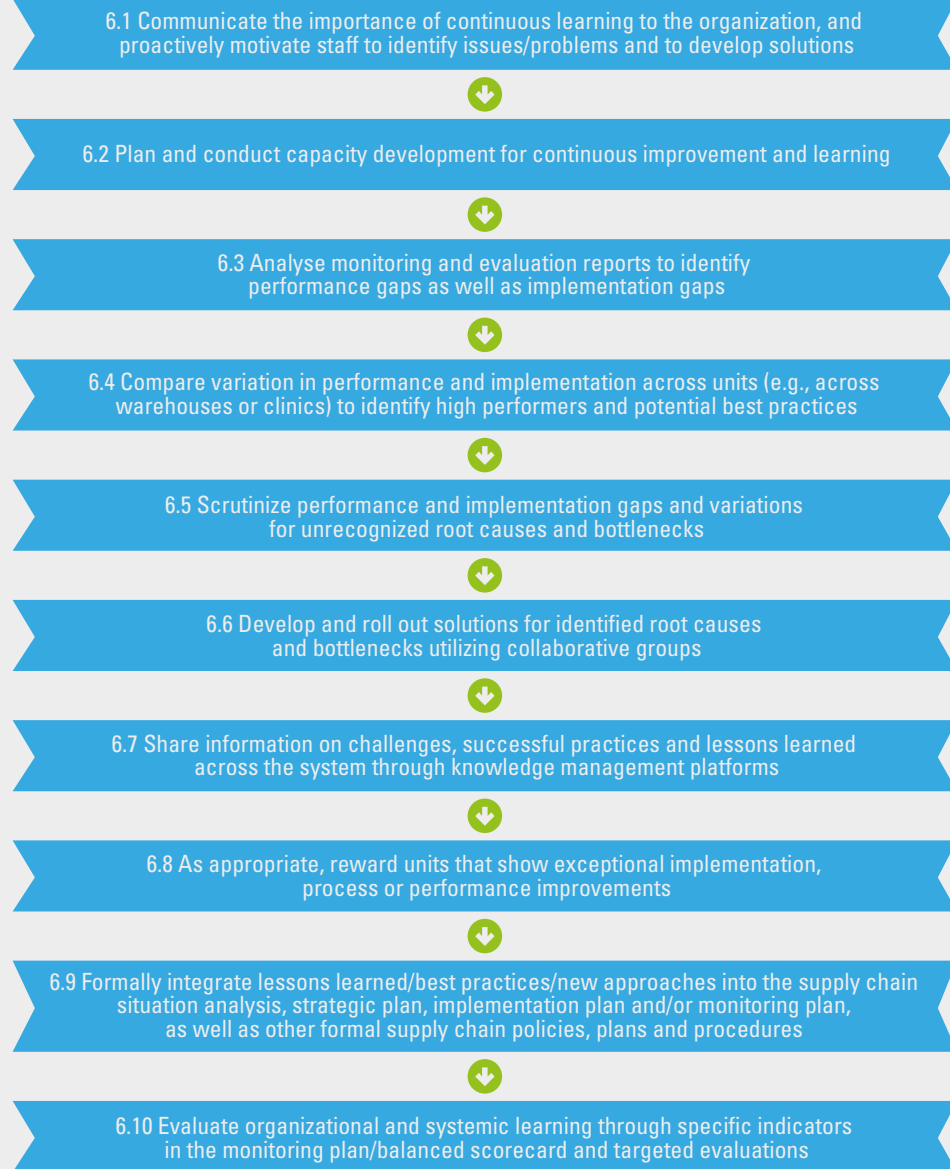 6.1 Communicate the importance of continuous learning to the organization, and
proactively motivate staff to identify issues/problems and to develop solutions
6.2 Plan and conduct capacity development for continuous improvement and learning
6.3 Analyse monitoring and evaluation reports to identify
performance gaps as well as implementation gaps
6.4 Compare variation in performance and implementation across units (e.g., across
warehouses or clinics) to identify high performers and potential best practices
6.5 Scrutinize performance and implementation gaps and variations
for unrecognized root causes and bottlenecks
6.6 Develop and roll out solutions for identified root causes
and bottlenecks utilizing collaborative groups
6.7 Share information on challenges, successful practices and lessons learned
across the system through knowledge management platforms
6.8 As appropriate, reward units that show exceptional implementation,
process or performance improvements
6.9 Formally integrate lessons learned/best practices/new approaches into the supply chain
situation analysis, strategic plan, implementation plan and/or monitoring plan,
as well as other formal supply chain policies, plans and procedures
6.10 Evaluate organizational and systemic learning through specific indicators
in the monitoring plan/balanced scorecard and targeted evaluations